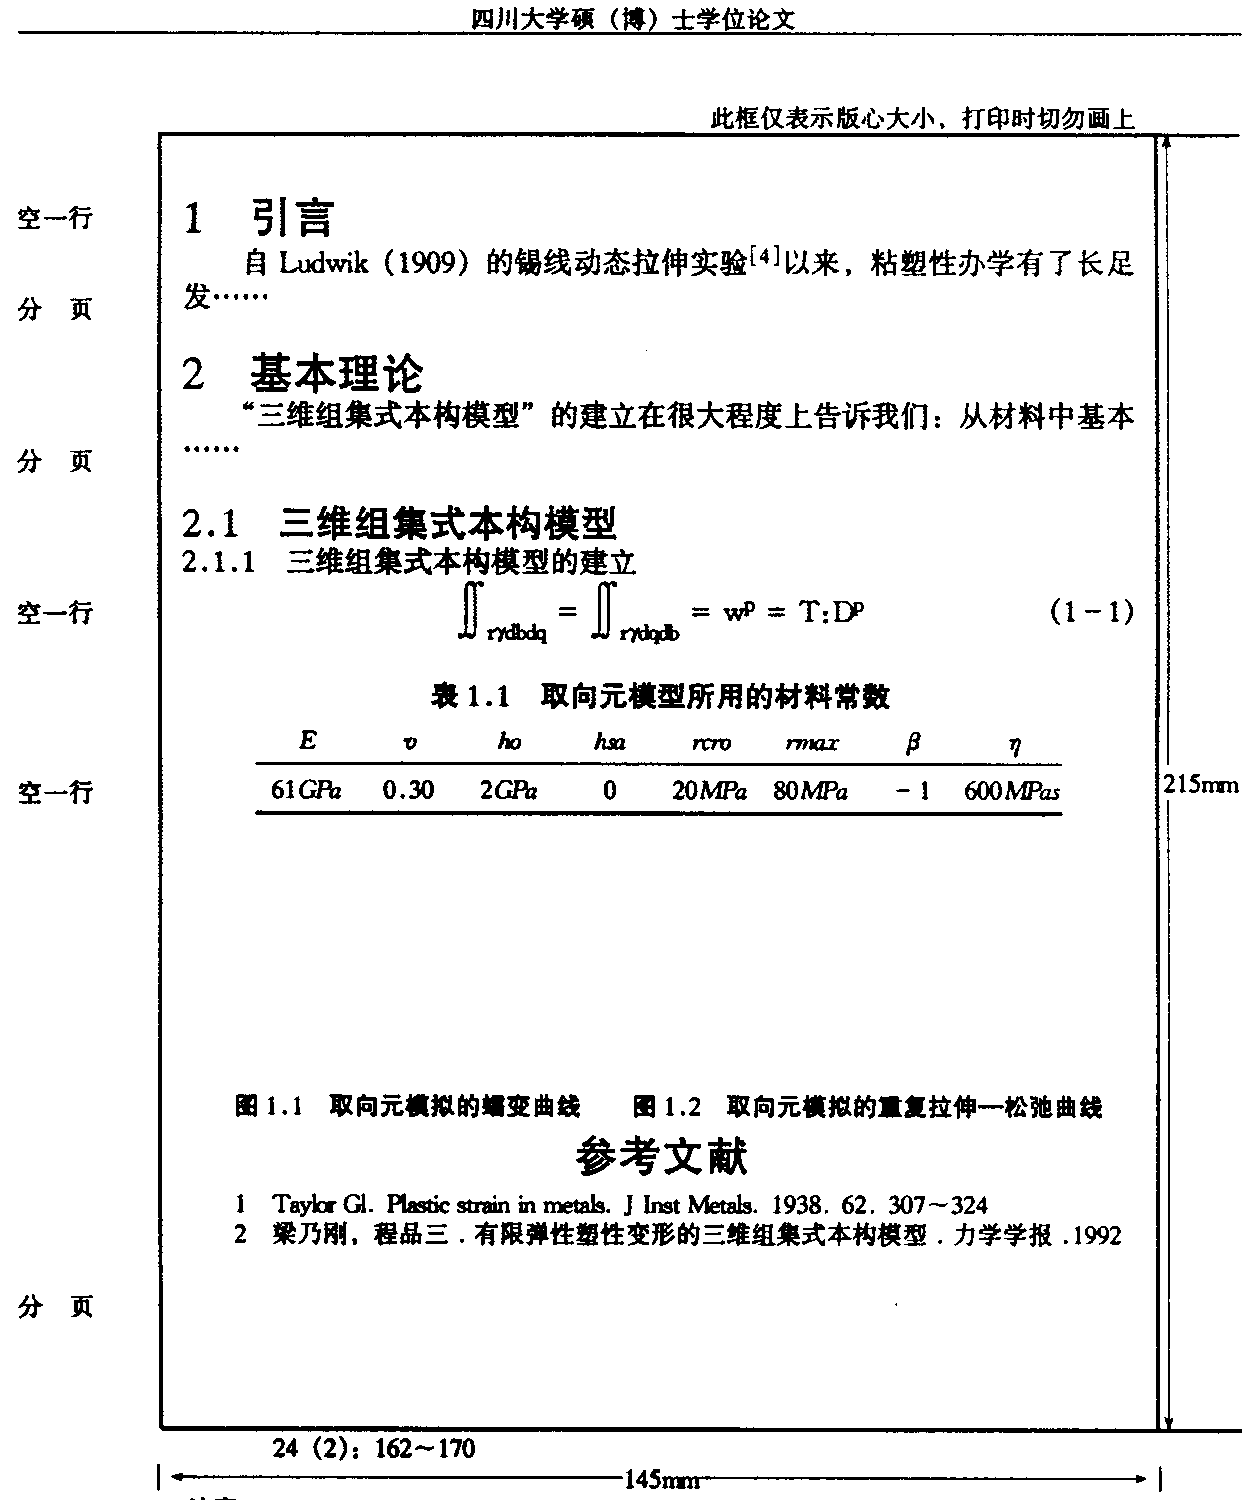 四川大学硕（博）士学位论文
此框仅表示版心大小，打印时切勿画上
空一行
1 引言
自 Ludwik（1909）的锡线动态拉伸实验[4]以来，粘塑性办学有了长足
发……
分 页
2 基本理论
“三维组集式本构模型”的建立在很大程度上告诉我们：从材料中基本
……
分 页
2.1 三维组集式本构模型
2.1.1 三维组集式本构模型的建立
空一行
∬rγdbdq = ∬rγdqdb = wᵖ = T:Dᵖ （1－1）
表 1.1 取向元模型所用的材料常数
E υ ho hsa rcro rmax β η
空一行
61GPa 0.30 2GPa 0 20MPa 80MPa －1 600MPas
215mm
图 1.1 取向元模拟的蠕变曲线 图 1.2 取向元模拟的重复拉伸—松弛曲线
参考文献
1 Taylor Gl. Plastic strain in metals. J Inst Metals. 1938. 62. 307～324
2 梁乃刚，程品三．有限弹性塑性变形的三维组集式本构模型．力学学报．1992
分 页
24（2）：162～170
145mm